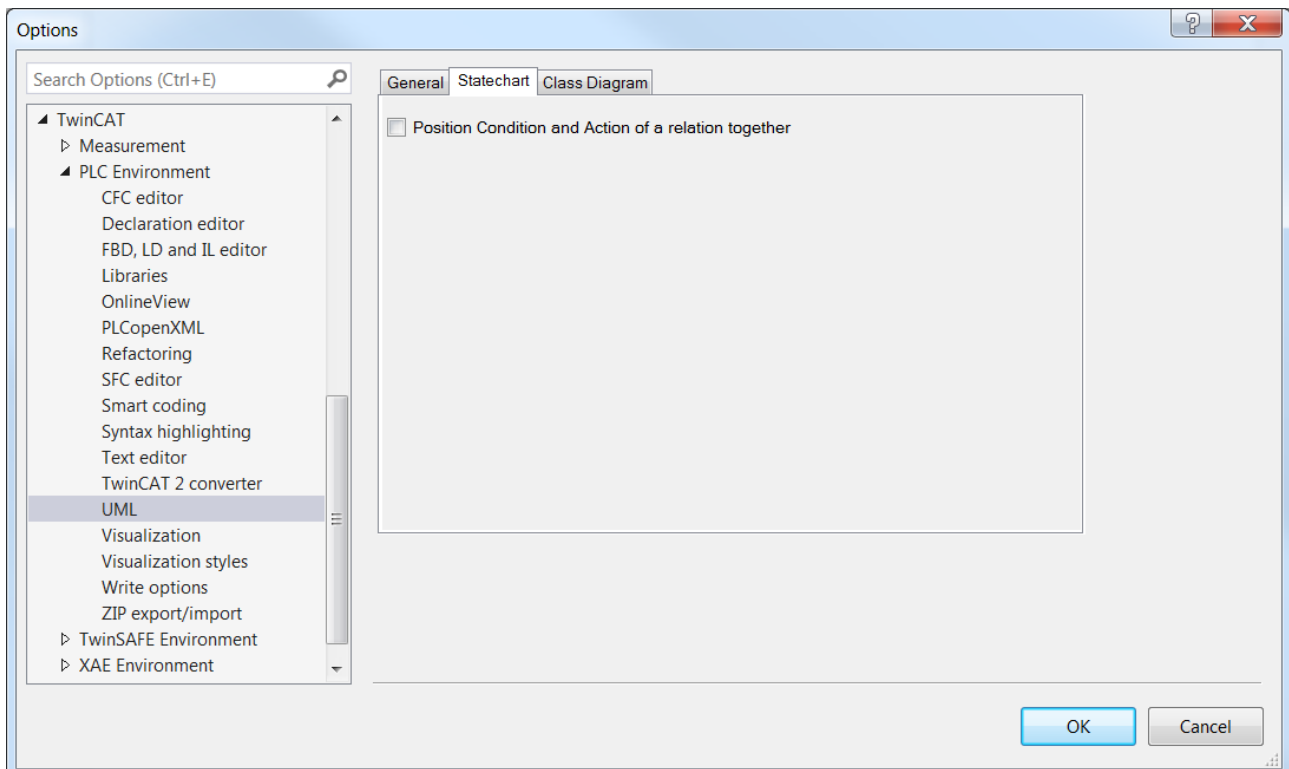 Options
Search Options (Ctrl+E)
TwinCAT
Measurement
PLC Environment
CFC editor
Declaration editor
FBD, LD and IL editor
Libraries
OnlineView
PLCopenXML
Refactoring
SFC editor
Smart coding
Syntax highlighting
Text editor
TwinCAT 2 converter
UML
Visualization
Visualization styles
Write options
ZIP export/import
TwinSAFE Environment
XAE Environment
General Statechart Class Diagram
Position Condition and Action of a relation together
OK Cancel